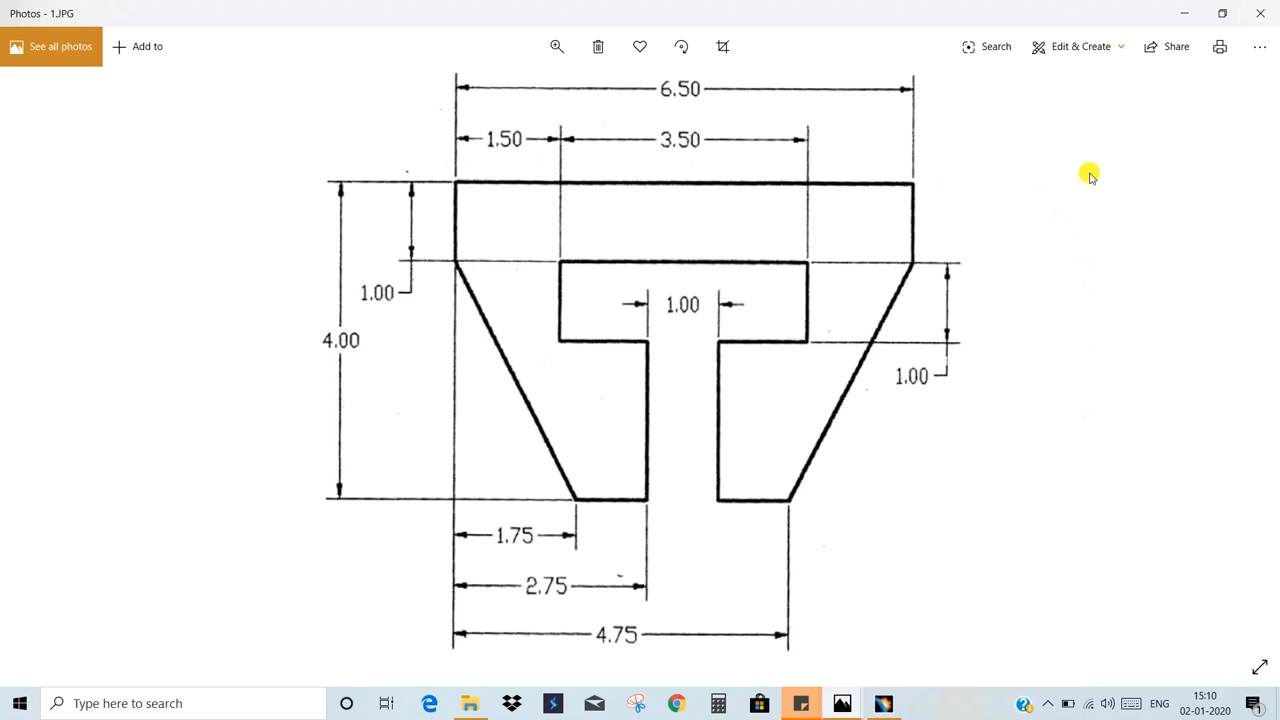 Photos - 1.JPG
See all photos
Add to
Search
Edit & Create
Share
6.50
1.50
3.50
1.00
1.00
4.00
1.00
1.75
2.75
4.75
Type here to search
ENG
15:10
02-01-2020
1